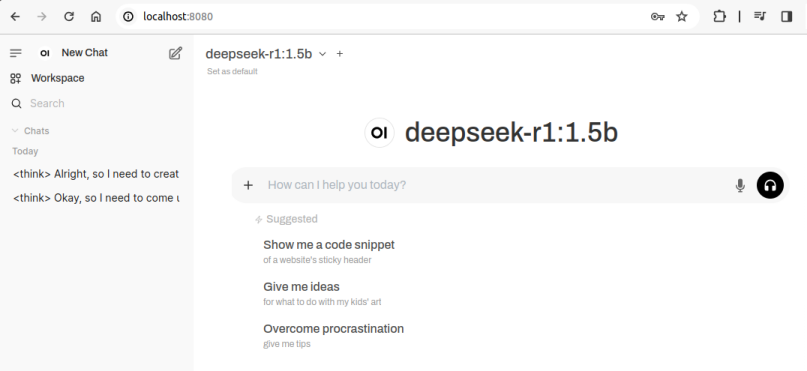 localhost:8080
OI New Chat
Workspace
Search
Chats
Today
<think> Alright, so I need to creat
<think> Okay, so I need to come u
deepseek-r1:1.5b
Set as default
OI deepseek-r1:1.5b
How can I help you today?
Suggested
Show me a code snippet
of a website's sticky header
Give me ideas
for what to do with my kids' art
Overcome procrastination
give me tips